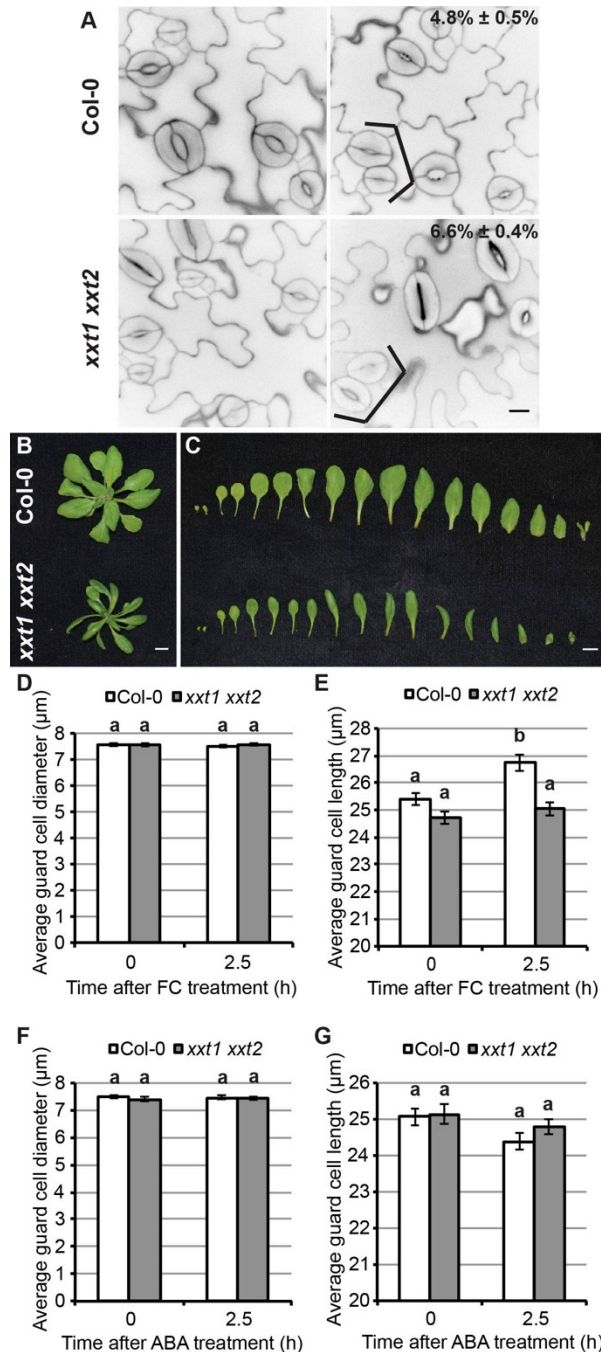 A
Col-0
4.8% ± 0.5%
xxt1 xxt2
6.6% ± 0.4%
B
C
Col-0
xxt1 xxt2
D
Col-0 xxt1 xxt2
Average guard cell diameter (µm)
8
7
6
5
4
3
2
1
0
a a a a
0 2.5
Time after FC treatment (h)
E
Col-0 xxt1 xxt2
Average guard cell length (µm)
28
27
26
25
24
23
22
21
20
a a b a
0 2.5
Time after FC treatment (h)
F
Col-0 xxt1 xxt2
Average guard cell diameter (µm)
8
7
6
5
4
3
2
1
0
a a a a
0 2.5
Time after ABA treatment (h)
G
Col-0 xxt1 xxt2
Average guard cell length (µm)
26
25
24
23
22
21
20
a a a a
0 2.5
Time after ABA treatment (h)